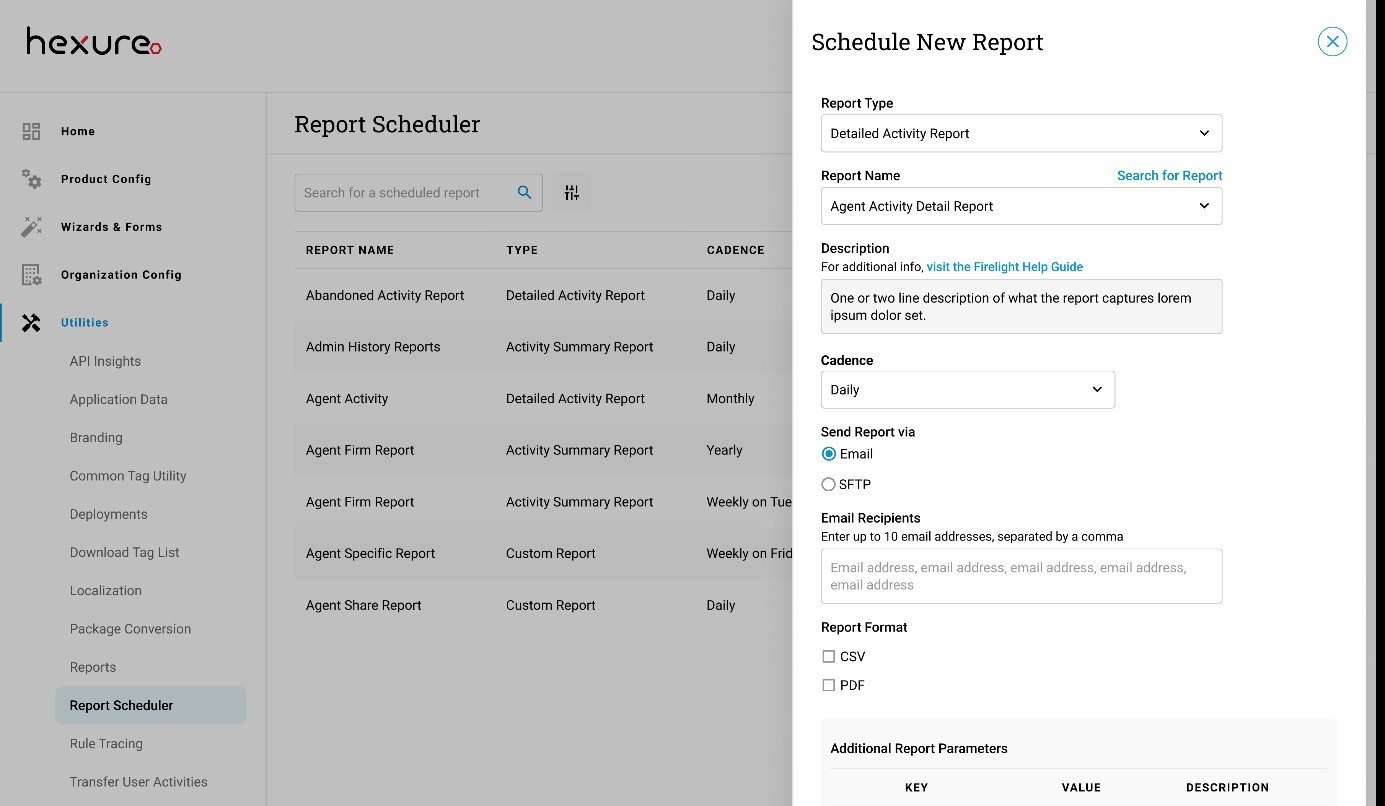 hexure
Home
Product Config
Wizards & Forms
Organization Config
Utilities
API Insights
Application Data
Branding
Common Tag Utility
Deployments
Download Tag List
Localization
Package Conversion
Reports
Report Scheduler
Rule Tracing
Transfer User Activities
Report Scheduler
Search for a scheduled report
REPORT NAME TYPE CADENCE
Abandoned Activity Report Detailed Activity Report Daily
Admin History Reports Activity Summary Report Daily
Agent Activity Detailed Activity Report Monthly
Agent Firm Report Activity Summary Report Yearly
Agent Firm Report Activity Summary Report Weekly on Tue
Agent Specific Report Custom Report Weekly on Frid
Agent Share Report Custom Report Daily
Schedule New Report
Report Type
Detailed Activity Report
Report Name Search for Report
Agent Activity Detail Report
Description
For additional info, visit the Firelight Help Guide
One or two line description of what the report captures lorem
ipsum dolor set.
Cadence
Daily
Send Report via
Email
SFTP
Email Recipients
Enter up to 10 email addresses, separated by a comma
Email address, email address, email address, email address,
email address
Report Format
CSV
PDF
Additional Report Parameters
KEY VALUE DESCRIPTION